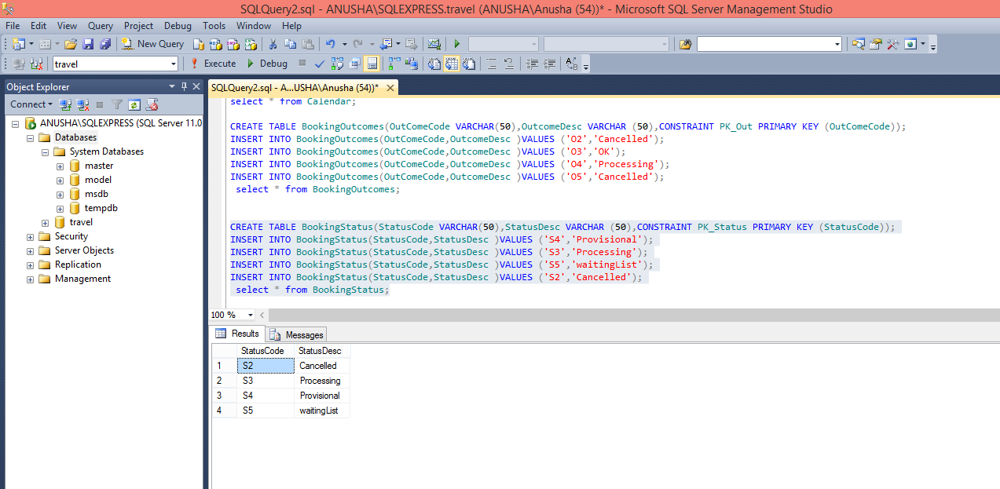 SQLQuery2.sql - ANUSHA\SQLEXPRESS.travel (ANUSHA\Anusha (54))* - Microsoft SQL Server Management Studio
File Edit View Query Project Debug Tools Window Help
New Query
travel Execute Debug
Object Explorer
Connect
ANUSHA\SQLEXPRESS (SQL Server 11.0
Databases
System Databases
master
model
msdb
tempdb
travel
Security
Server Objects
Replication
Management
SQLQuery2.sql - A...USHA\Anusha (54))*
select * from Calendar;
CREATE TABLE BookingOutcomes(OutComeCode VARCHAR(50),OutcomeDesc VARCHAR (50),CONSTRAINT PK_Out PRIMARY KEY (OutComeCode));
INSERT INTO BookingOutcomes(OutComeCode,OutcomeDesc )VALUES ('O2','Cancelled');
INSERT INTO BookingOutcomes(OutComeCode,OutcomeDesc )VALUES ('O3','OK');
INSERT INTO BookingOutcomes(OutComeCode,OutcomeDesc )VALUES ('O4','Processing');
INSERT INTO BookingOutcomes(OutComeCode,OutcomeDesc )VALUES ('O5','Cancelled');
select * from BookingOutcomes;
CREATE TABLE BookingStatus(StatusCode VARCHAR(50),StatusDesc VARCHAR (50),CONSTRAINT PK_Status PRIMARY KEY (StatusCode));
INSERT INTO BookingStatus(StatusCode,StatusDesc )VALUES ('S4','Provisional');
INSERT INTO BookingStatus(StatusCode,StatusDesc )VALUES ('S3','Processing');
INSERT INTO BookingStatus(StatusCode,StatusDesc )VALUES ('S5','waitingList');
INSERT INTO BookingStatus(StatusCode,StatusDesc )VALUES ('S2','Cancelled');
select * from BookingStatus;
100 %
Results Messages
StatusCode StatusDesc
1 S2 Cancelled
2 S3 Processing
3 S4 Provisional
4 S5 waitingList